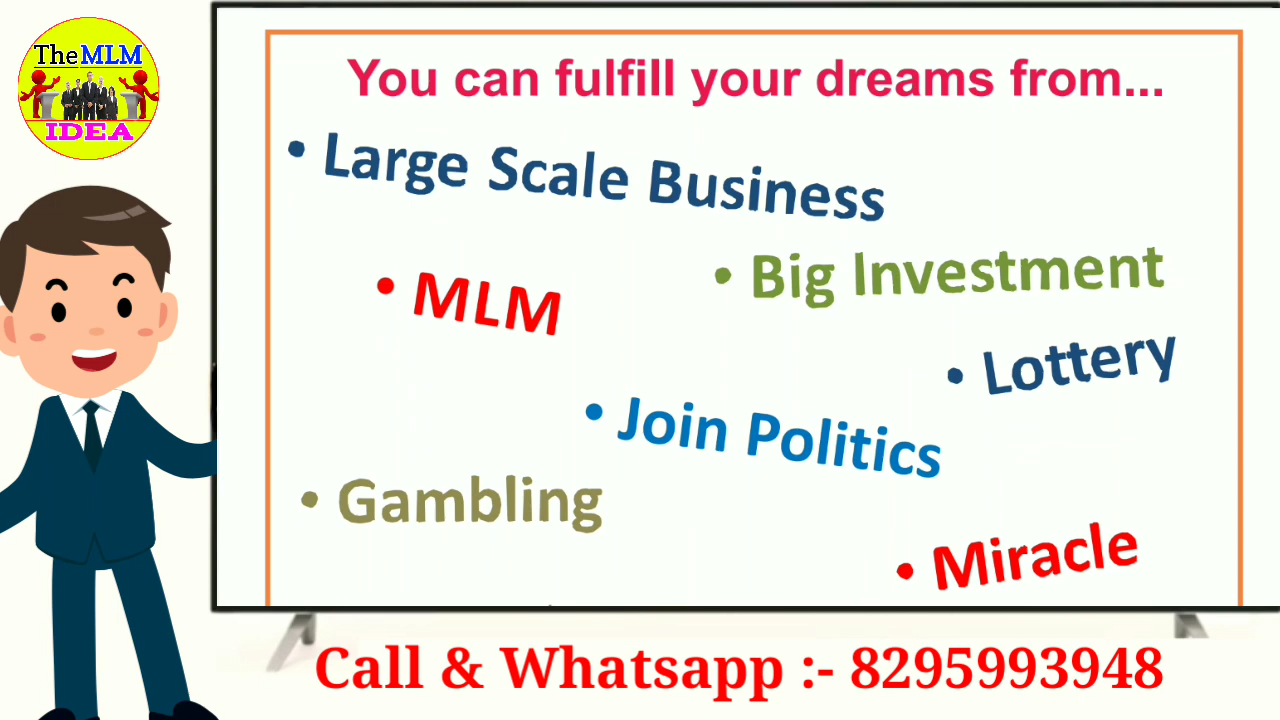 TheMLM
IDEA
You can fulfill your dreams from...
• Large Scale Business
• Big Investment
• MLM
• Lottery
• Join Politics
• Gambling
• Miracle
Call & Whatsapp :- 8295993948